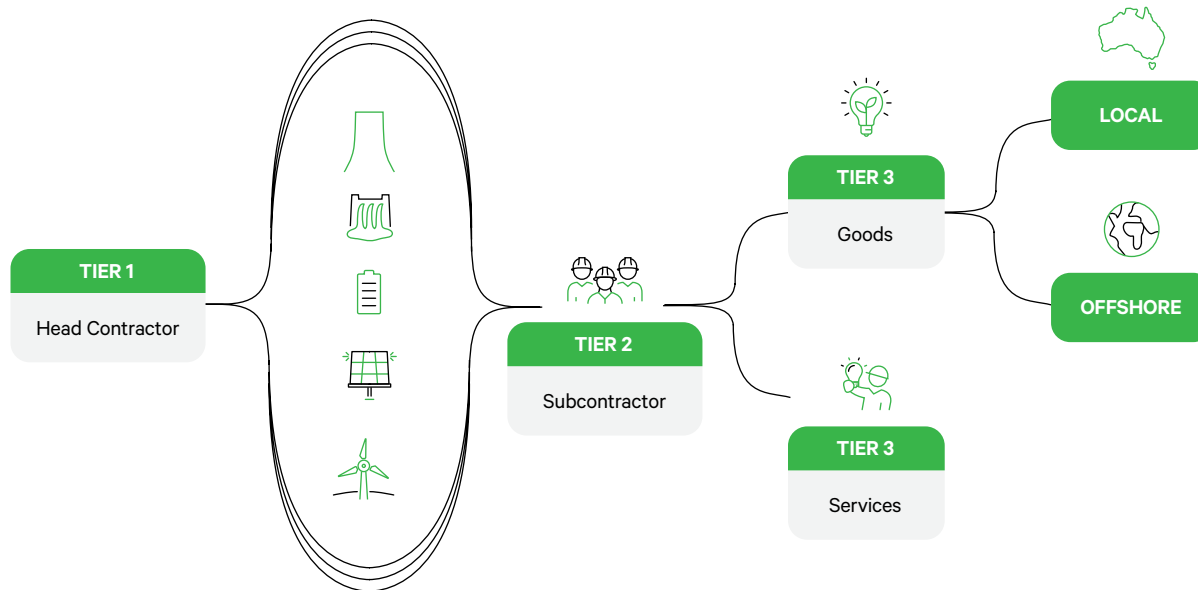 TIER 1
Head Contractor
TIER 2
Subcontractor
TIER 3
Goods
TIER 3
Services
LOCAL
OFFSHORE